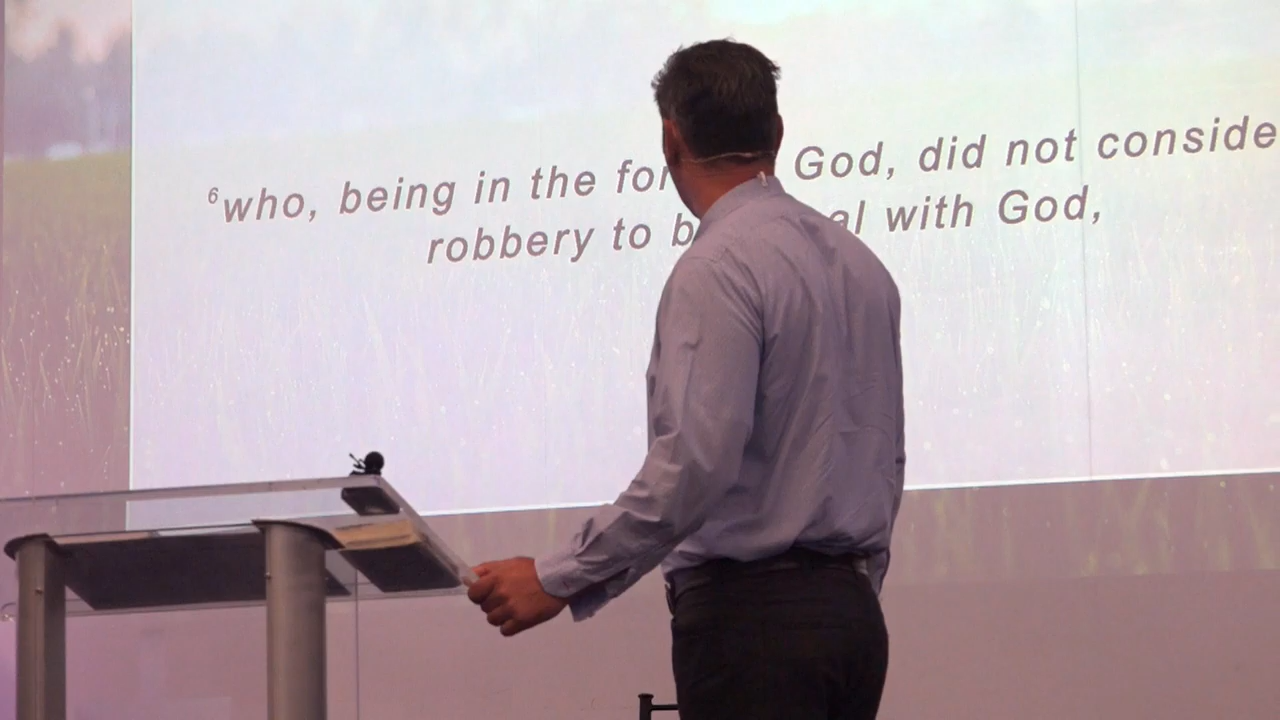 ⁶who, being in the for God, did not conside
robbery to b al with God,